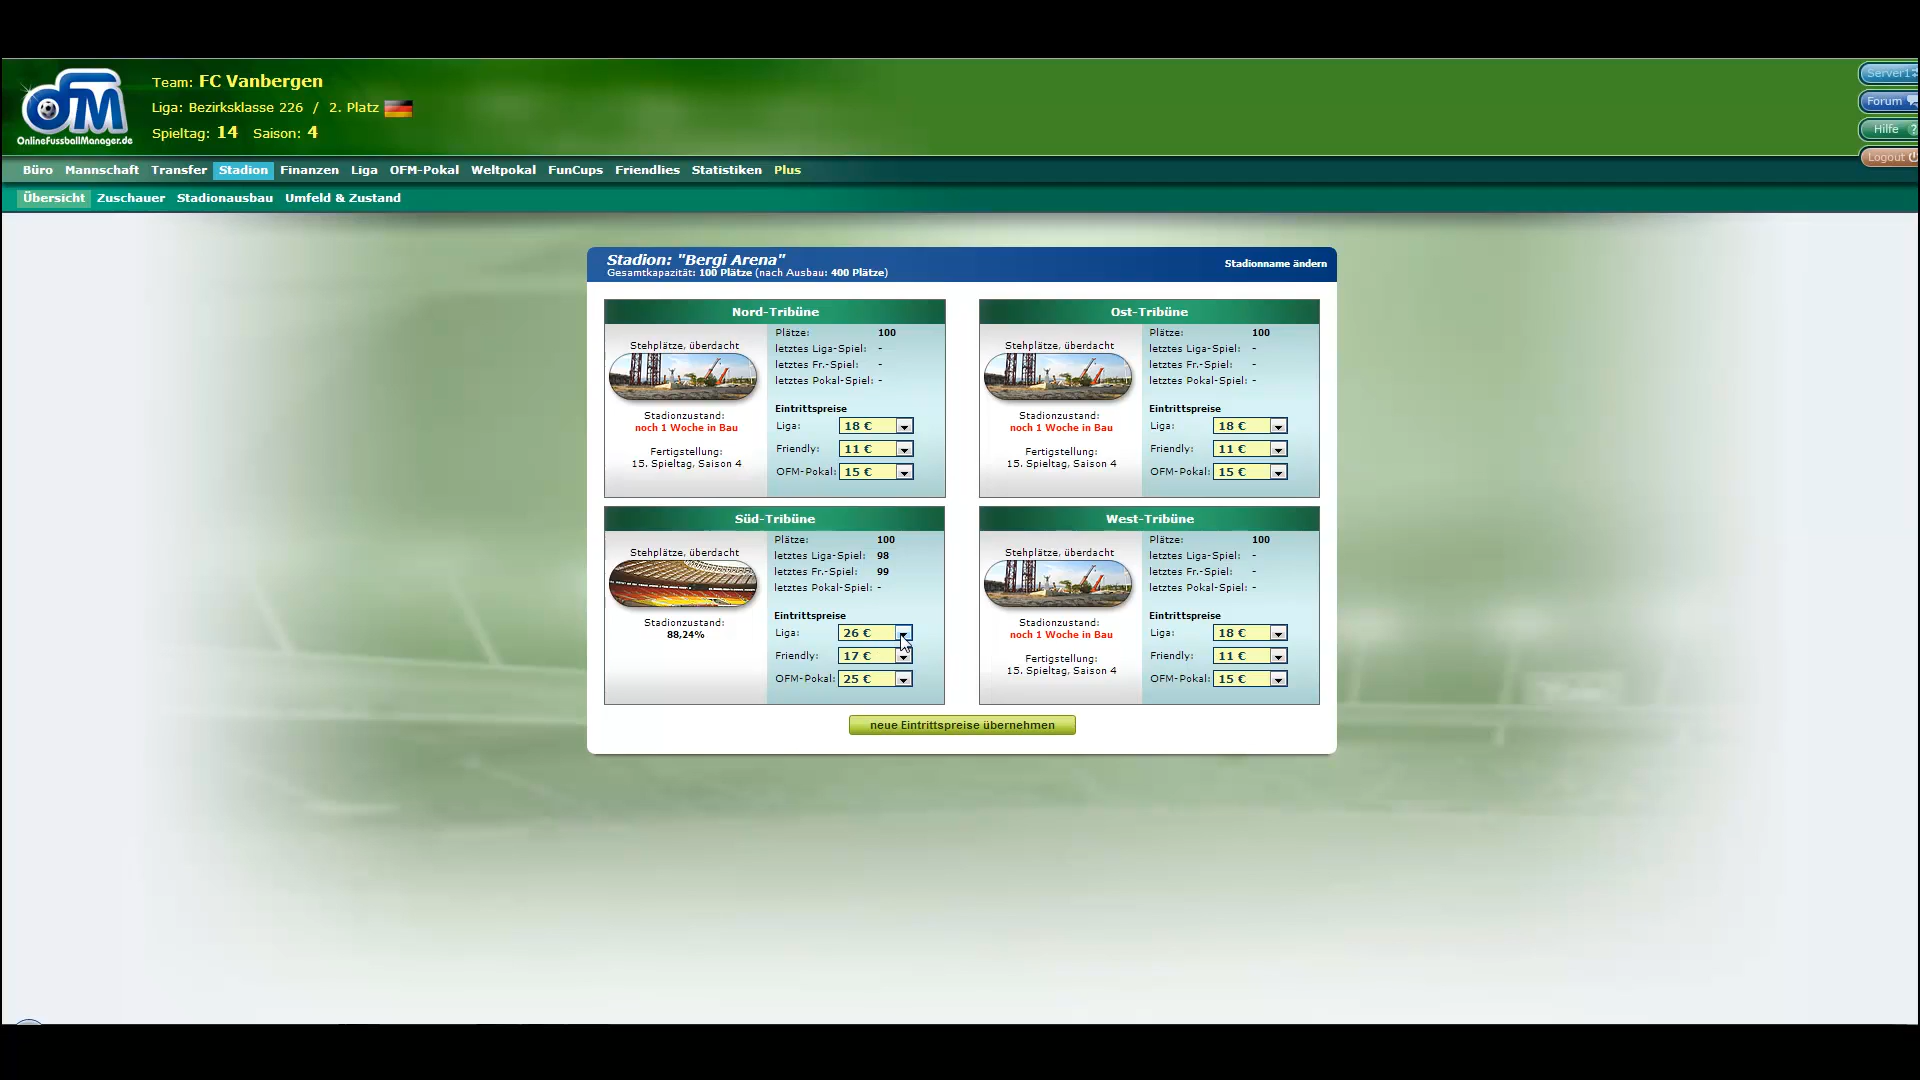 OFM
OnlineFussballManager.de
Team: FC Vanbergen
Liga: Bezirksklasse 226 / 2. Platz
Spieltag: 14 Saison: 4
Server1
Forum
Hilfe ?
Logout
Büro Mannschaft Transfer Stadion Finanzen Liga OFM-Pokal Weltpokal FunCups Friendlies Statistiken Plus
Übersicht Zuschauer Stadionausbau Umfeld & Zustand
Stadion: "Bergi Arena"
Gesamtkapazität: 100 Plätze (nach Ausbau: 400 Plätze)
Stadionname ändern
Nord-Tribüne
Stehplätze, überdacht
Stadionzustand:
noch 1 Woche in Bau
Fertigstellung:
15. Spieltag, Saison 4
Plätze: 100
letztes Liga-Spiel: -
letztes Fr.-Spiel: -
letztes Pokal-Spiel: -
Eintrittspreise
Liga: 18 €
Friendly: 11 €
OFM-Pokal: 15 €
Ost-Tribüne
Stehplätze, überdacht
Stadionzustand:
noch 1 Woche in Bau
Fertigstellung:
15. Spieltag, Saison 4
Plätze: 100
letztes Liga-Spiel: -
letztes Fr.-Spiel: -
letztes Pokal-Spiel: -
Eintrittspreise
Liga: 18 €
Friendly: 11 €
OFM-Pokal: 15 €
Süd-Tribüne
Stehplätze, überdacht
Stadionzustand:
88,24%
Plätze: 100
letztes Liga-Spiel: 98
letztes Fr.-Spiel: 99
letztes Pokal-Spiel: -
Eintrittspreise
Liga: 26 €
Friendly: 17 €
OFM-Pokal: 25 €
West-Tribüne
Stehplätze, überdacht
Stadionzustand:
noch 1 Woche in Bau
Fertigstellung:
15. Spieltag, Saison 4
Plätze: 100
letztes Liga-Spiel: -
letztes Fr.-Spiel: -
letztes Pokal-Spiel: -
Eintrittspreise
Liga: 18 €
Friendly: 11 €
OFM-Pokal: 15 €
neue Eintrittspreise übernehmen